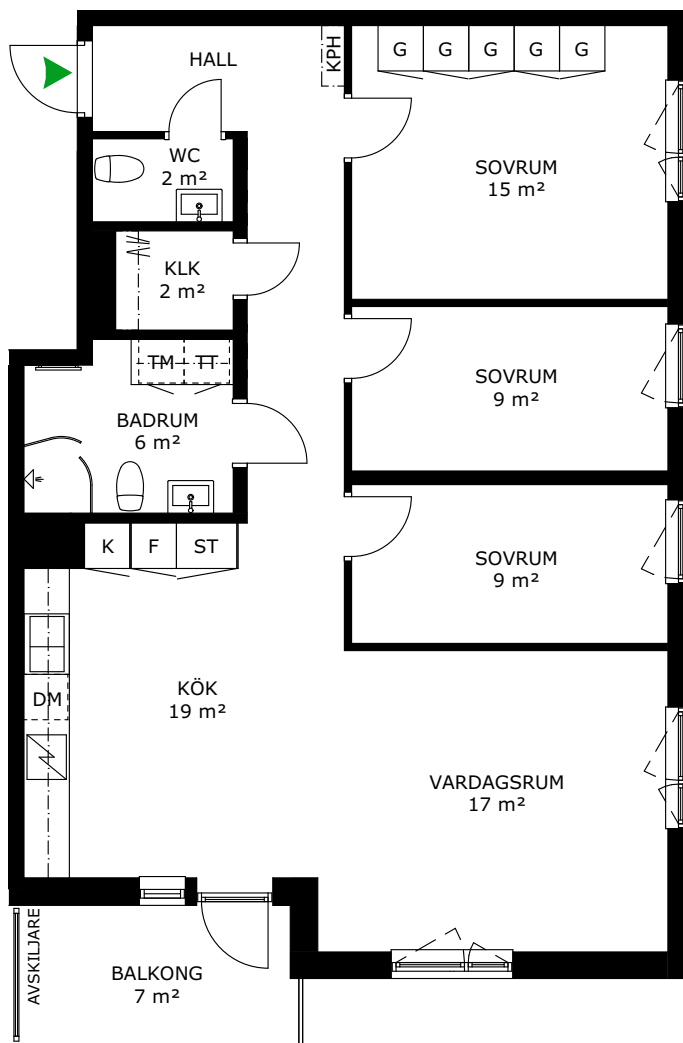 HALL
KPH
G G G G G
WC
2 m²
SOVRUM
15 m²
KLK
2 m²
TM TT
SOVRUM
9 m²
BADRUM
6 m²
K F ST
SOVRUM
9 m²
DM
KÖK
19 m²
VARDAGSRUM
17 m²
AVSKILJARE
BALKONG
7 m²